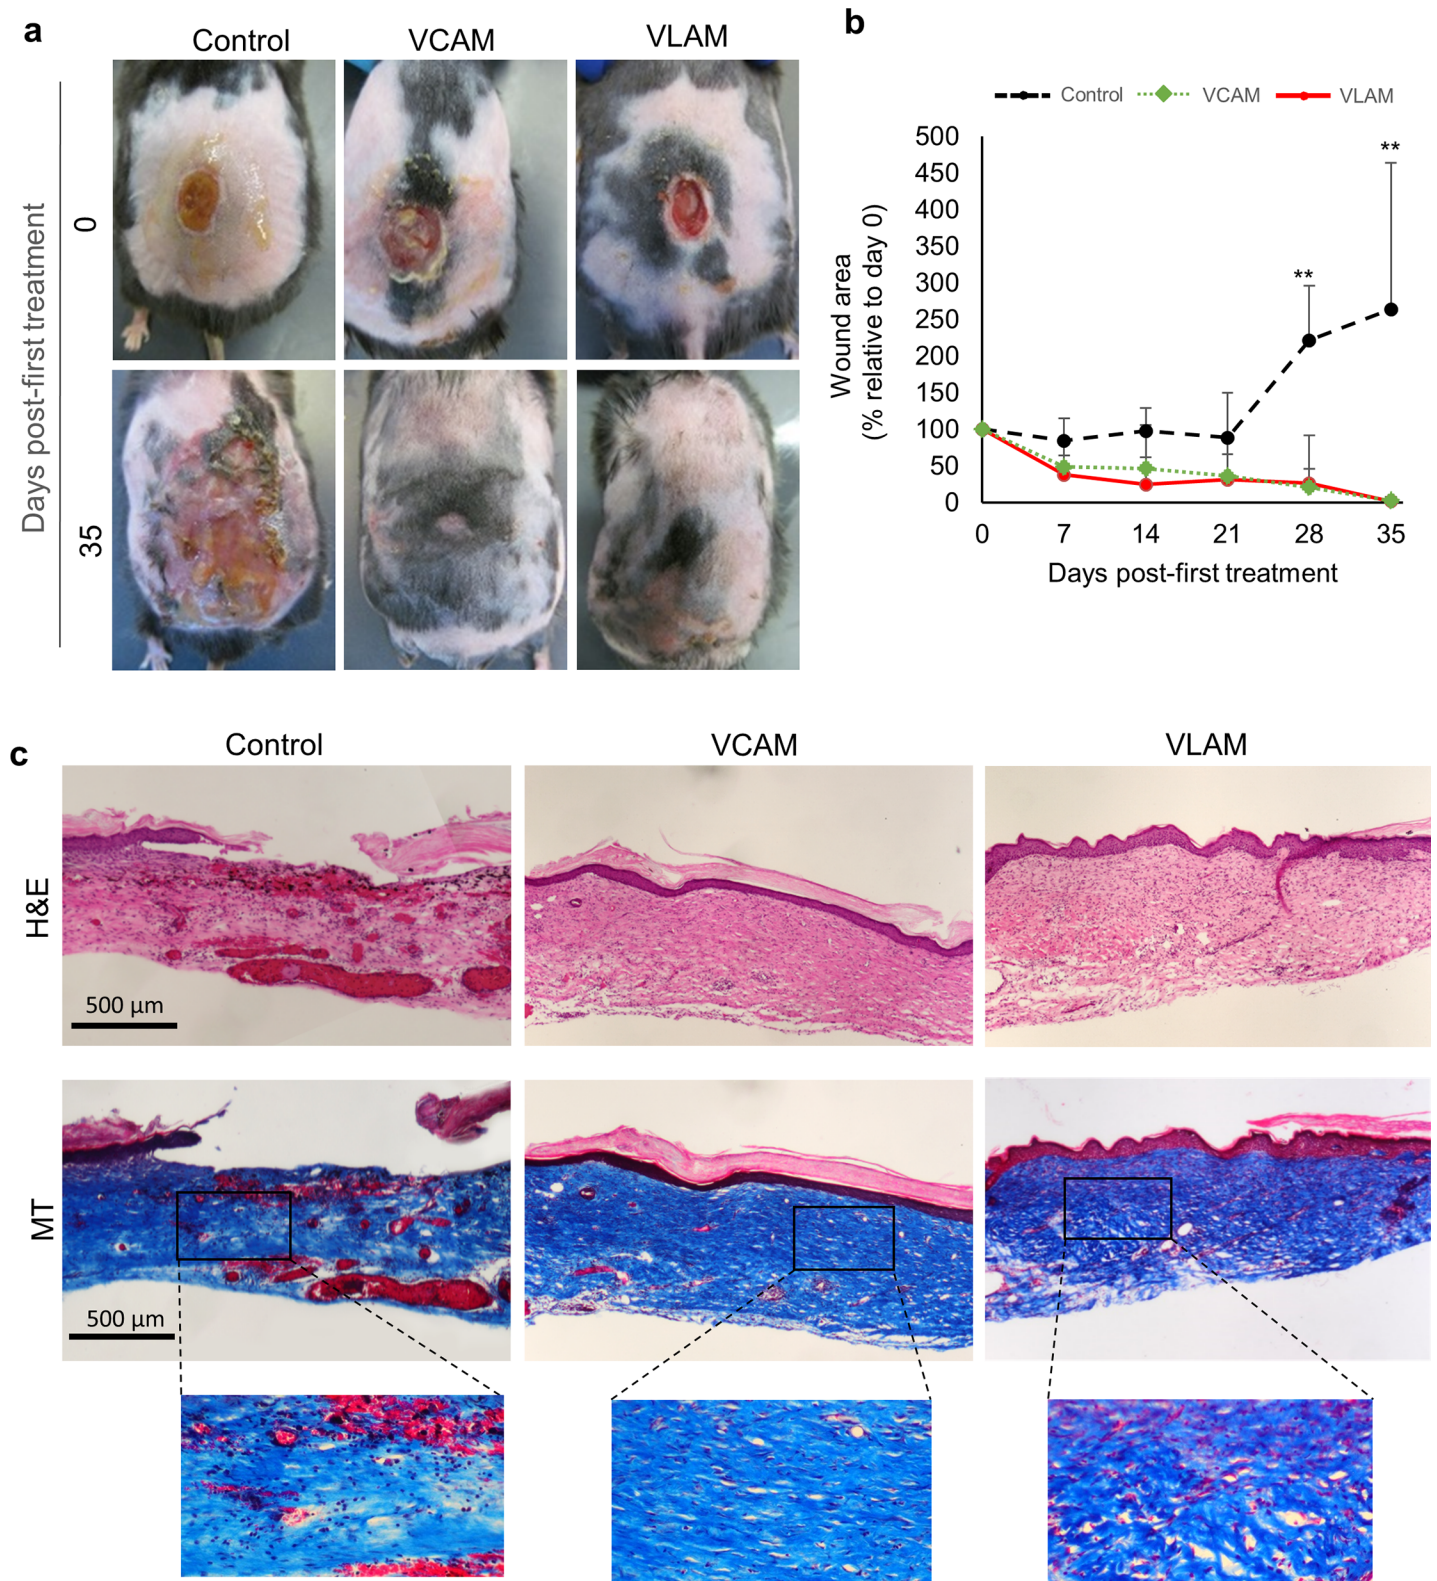 a
Control
VCAM
VLAM
Days post-first treatment
0
35
b
Control
VCAM
VLAM
500
450
400
350
300
250
200
150
100
50
0
Wound area
(% relative to day 0)
**
**
0
7
14
21
28
35
Days post-first treatment
c
Control
VCAM
VLAM
H&E
500 µm
MT
500 µm